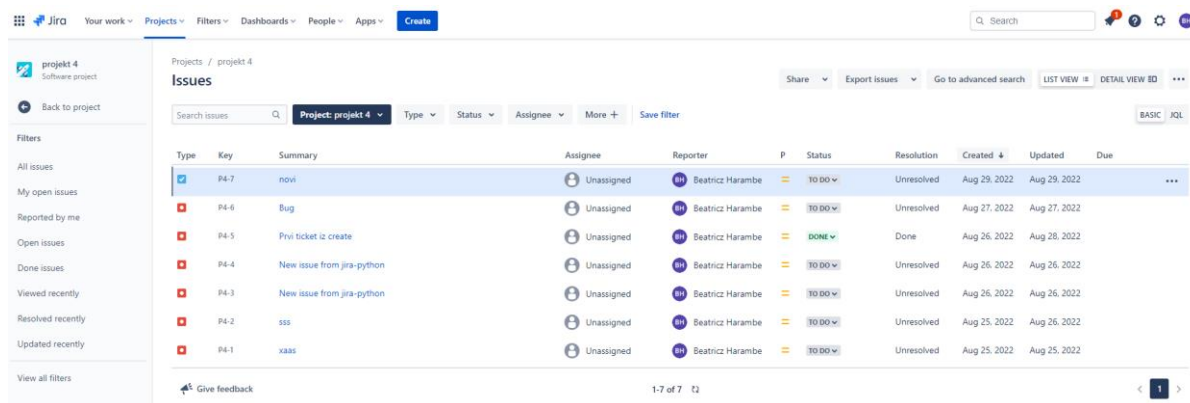 Jira Your work Projects Filters Dashboards People Apps Create Search 1 BH
projekt 4
Software project
Back to project
Filters
All issues
My open issues
Reported by me
Open issues
Done issues
Viewed recently
Resolved recently
Updated recently
View all filters
Projects / projekt 4
Issues
Share Export issues Go to advanced search LIST VIEW DETAIL VIEW
Search issues Project: projekt 4 Type Status Assignee More + Save filter BASIC JQL
Type Key Summary Assignee Reporter P Status Resolution Created Updated Due
P4-7 novi Unassigned BH Beatricz Harambe TO DO Unresolved Aug 29, 2022 Aug 29, 2022
P4-6 Bug Unassigned BH Beatricz Harambe TO DO Unresolved Aug 27, 2022 Aug 27, 2022
P4-5 Prvi ticket iz create Unassigned BH Beatricz Harambe DONE Done Aug 26, 2022 Aug 28, 2022
P4-4 New issue from jira-python Unassigned BH Beatricz Harambe TO DO Unresolved Aug 26, 2022 Aug 26, 2022
P4-3 New issue from jira-python Unassigned BH Beatricz Harambe TO DO Unresolved Aug 26, 2022 Aug 26, 2022
P4-2 sss Unassigned BH Beatricz Harambe TO DO Unresolved Aug 25, 2022 Aug 26, 2022
P4-1 xaas Unassigned BH Beatricz Harambe TO DO Unresolved Aug 25, 2022 Aug 25, 2022
Give feedback 1-7 of 7 1